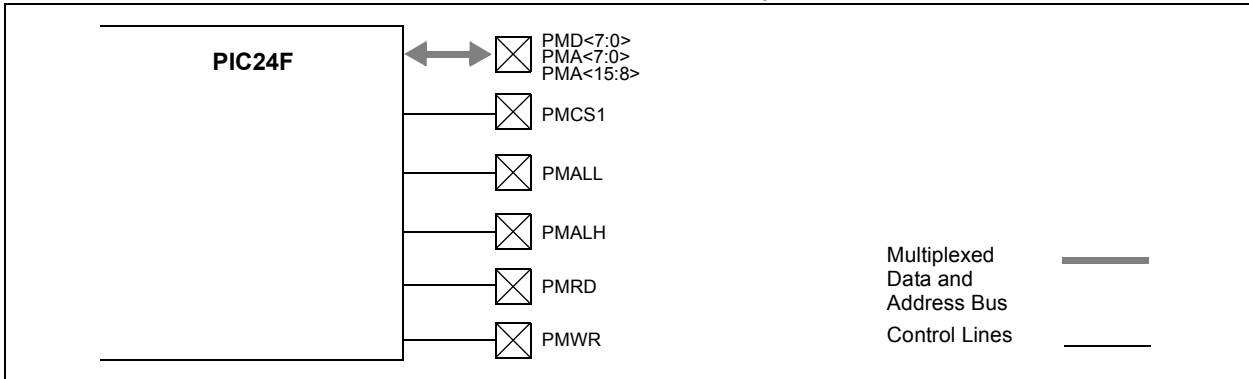 PIC24F
PMD<7:0>
PMA<7:0>
PMA<15:8>
PMCS1
PMALL
PMALH
PMRD
PMWR
Multiplexed
Data and
Address Bus
Control Lines